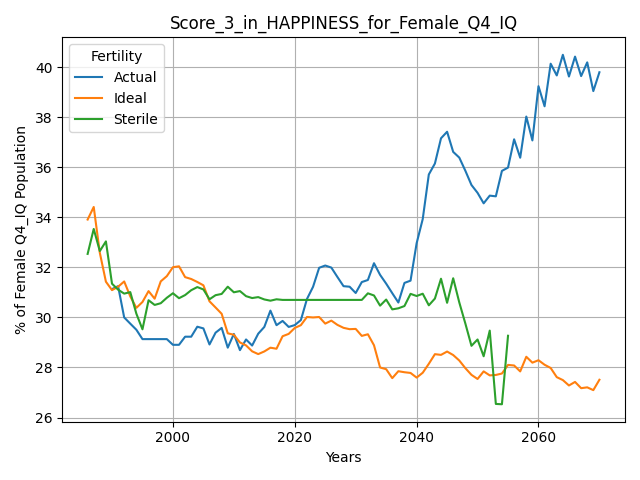 Score_3_in_HAPPINESS_for_Female_Q4_IQ
Fertility
Actual
Ideal
Sterile
% of Female Q4_IQ Population
40
38
36
34
32
30
28
26
2000
2020
2040
2060
Years